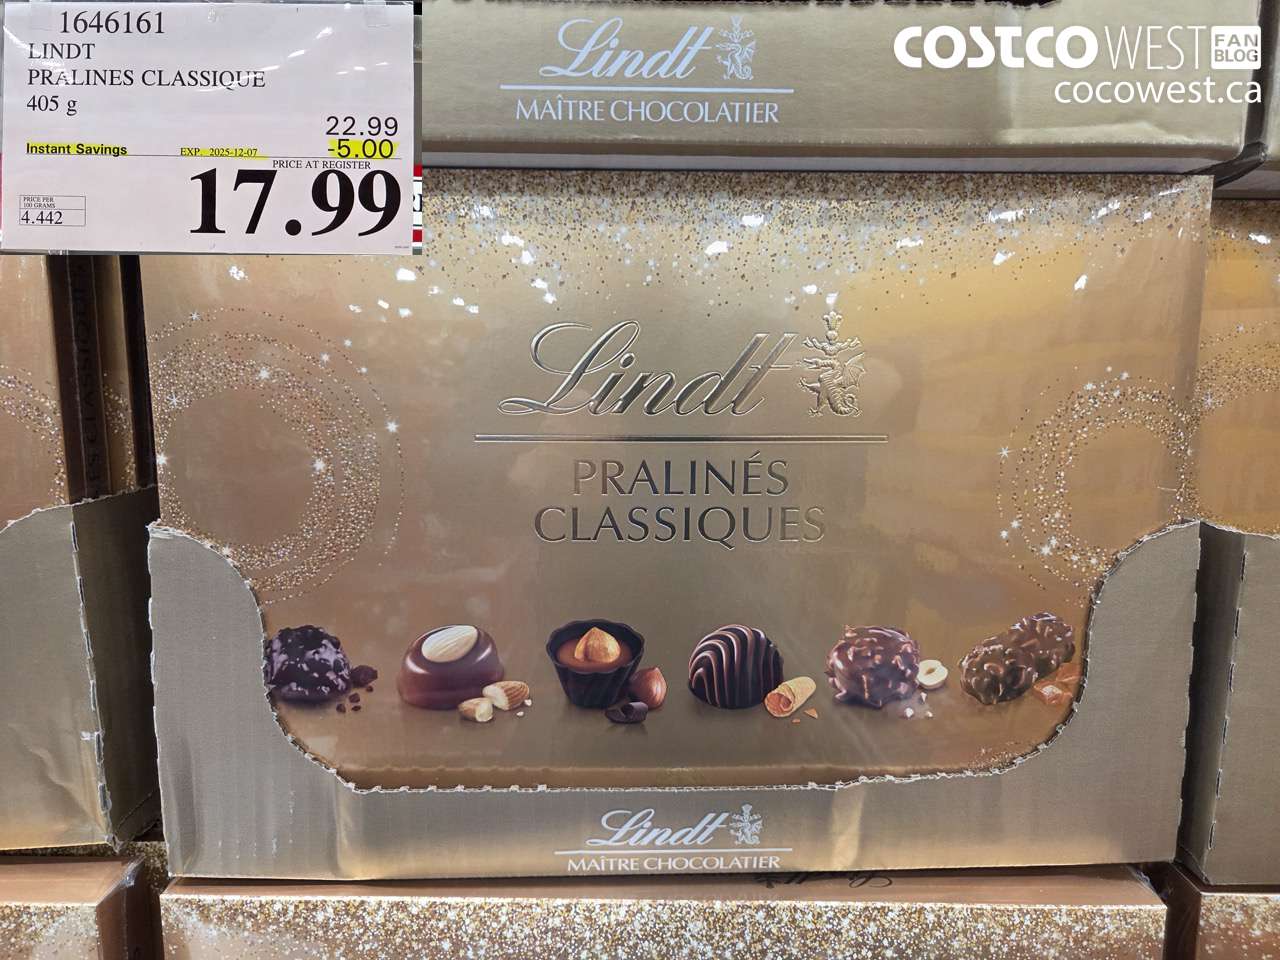 1646161
LINDT
PRALINES CLASSIQUE
405 g
22.99
Instant Savings EXP. 2025-12-07 -5.00
PRICE AT REGISTER
17.99
PRICE PER
100 GRAMS
4.442
Lindt
MAÎTRE CHOCOLATIER
COSTCO WEST FAN BLOG
cocowest.ca
Lindt
PRALINÉS
CLASSIQUES
Lindt
MAÎTRE CHOCOLATIER